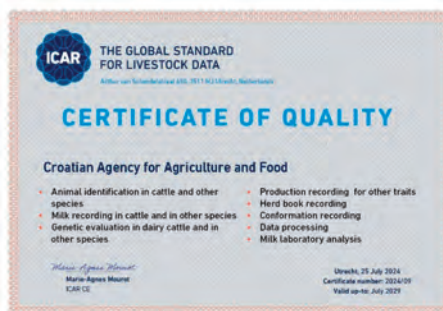 ICAR
THE GLOBAL STANDARD
FOR LIVESTOCK DATA
CERTIFICATE OF QUALITY
Croatian Agency for Agriculture and Food
• Animal identification in cattle and other
species
• Milk recording in cattle and in other species
• Genetic evaluation in dairy cattle and in
other species
• Production recording for other traits
• Herd book recording
• Conformation recording
• Data processing
• Milk laboratory analysis
Marie-Agnes Mounet
ICAR CE
Utrecht, 25 July 2024
Certificate number: 2024/09
Valid up-to: July 2029